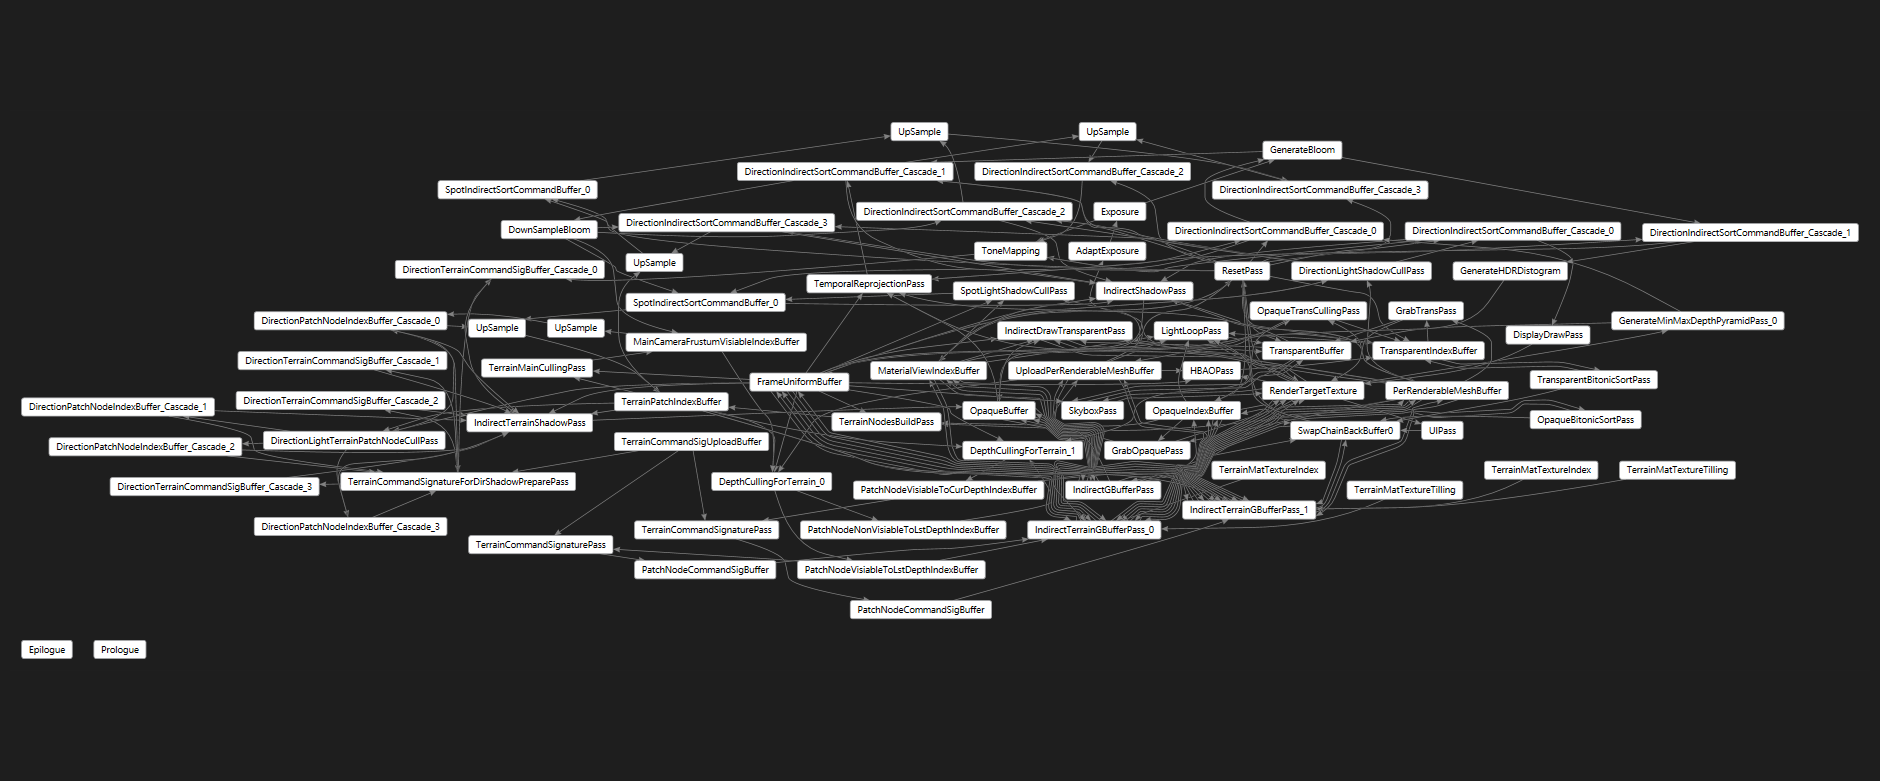 UpSample
UpSample
GenerateBloom
DirectionIndirectSortCommandBuffer_Cascade_1
DirectionIndirectSortCommandBuffer_Cascade_2
SpotIndirectSortCommandBuffer_0
DirectionIndirectSortCommandBuffer_Cascade_3
DirectionIndirectSortCommandBuffer_Cascade_2
Exposure
DownSampleBloom
DirectionIndirectSortCommandBuffer_Cascade_3
DirectionIndirectSortCommandBuffer_Cascade_0
DirectionIndirectSortCommandBuffer_Cascade_0
DirectionIndirectSortCommandBuffer_Cascade_1
ToneMapping
AdaptExposure
DirectionTerrainCommandSigBuffer_Cascade_0
UpSample
ResetPass
DirectionLightShadowCullPass
GenerateHDRDistogram
TemporalReprojectionPass
SpotLightShadowCullPass
IndirectShadowPass
SpotIndirectSortCommandBuffer_0
OpaqueTransCullingPass
GrabTransPass
DirectionPatchNodeIndexBuffer_Cascade_0
UpSample
UpSample
IndirectDrawTransparentPass
LightLoopPass
GenerateMinMaxDepthPyramidPass_0
DisplayDrawPass
MainCameraFrustumVisiableIndexBuffer
TransparentBuffer
TransparentIndexBuffer
DirectionTerrainCommandSigBuffer_Cascade_1
TerrainMainCullingPass
MaterialViewIndexBuffer
UploadPerRenderableMeshBuffer
HBAOPass
FrameUniformBuffer
TransparentBitonicSortPass
RenderTargetTexture
PerRenderableMeshBuffer
DirectionTerrainCommandSigBuffer_Cascade_2
TerrainPatchIndexBuffer
DirectionPatchNodeIndexBuffer_Cascade_1
OpaqueBuffer
SkyboxPass
OpaqueIndexBuffer
IndirectTerrainShadowPass
TerrainNodesBuildPass
OpaqueBitonicSortPass
SwapChainBackBuffer0
UIPass
DirectionLightTerrainPatchNodeCullPass
TerrainCommandSigUploadBuffer
DirectionPatchNodeIndexBuffer_Cascade_2
DepthCullingForTerrain_1
GrabOpaquePass
TerrainMatTextureIndex
TerrainMatTextureIndex
TerrainMatTextureTilling
DirectionTerrainCommandSigBuffer_Cascade_3
TerrainCommandSignatureForDirShadowPreparePass
DepthCullingForTerrain_0
PatchNodeVisiableToCurDepthIndexBuffer
IndirectGBufferPass
TerrainMatTextureTilling
IndirectTerrainGBufferPass_1
DirectionPatchNodeIndexBuffer_Cascade_3
TerrainCommandSignaturePass
PatchNodeNonVisiableToLstDepthIndexBuffer
IndirectTerrainGBufferPass_0
TerrainCommandSignaturePass
PatchNodeCommandSigBuffer
PatchNodeVisiableToLstDepthIndexBuffer
PatchNodeCommandSigBuffer
Epilogue
Prologue